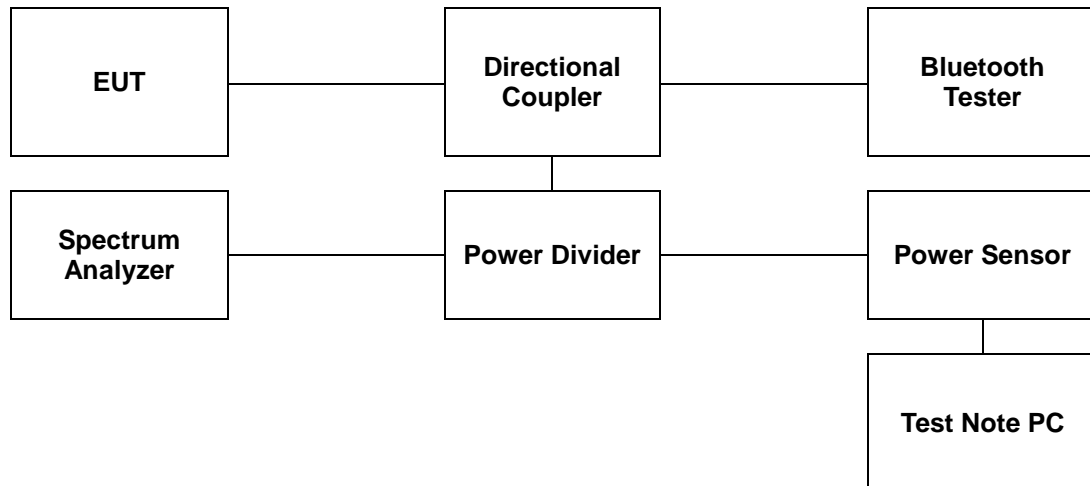 EUT
Directional
Coupler
Bluetooth
Tester
Spectrum
Analyzer
Power Divider
Power Sensor
Test Note PC